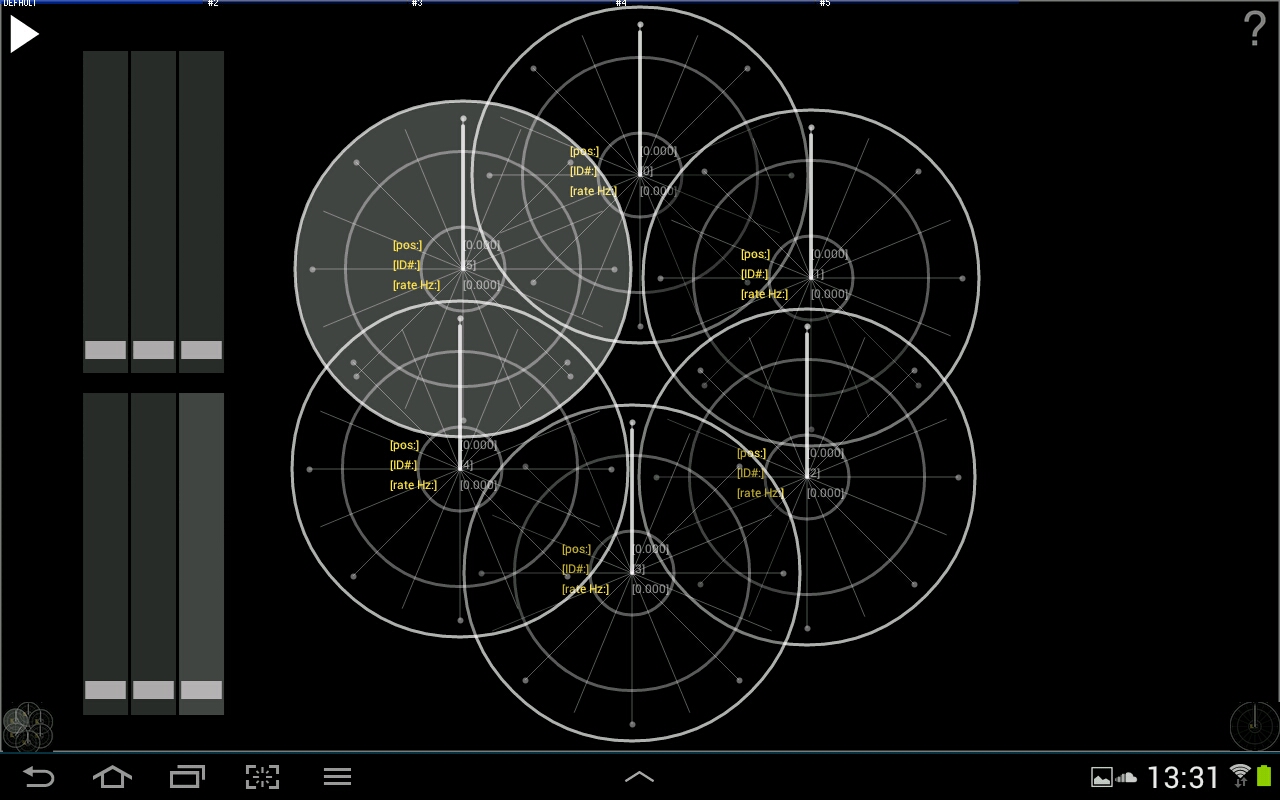 DEFAULT #2 #3 #4 #5
?
[pos:] [0.000]
[ID#:] [0]
[rate Hz:] [0.000]
[pos:] [0.000]
[ID#:] [5]
[rate Hz:] [0.000]
[pos:] [0.000]
[ID#:] [1]
[rate Hz:] [0.000]
[pos:] [0.000]
[ID#:] [4]
[rate Hz:] [0.000]
[pos:] [0.000]
[ID#:] [2]
[rate Hz:] [0.000]
[pos:] [0.000]
[ID#:] [3]
[rate Hz:] [0.000]
13:31